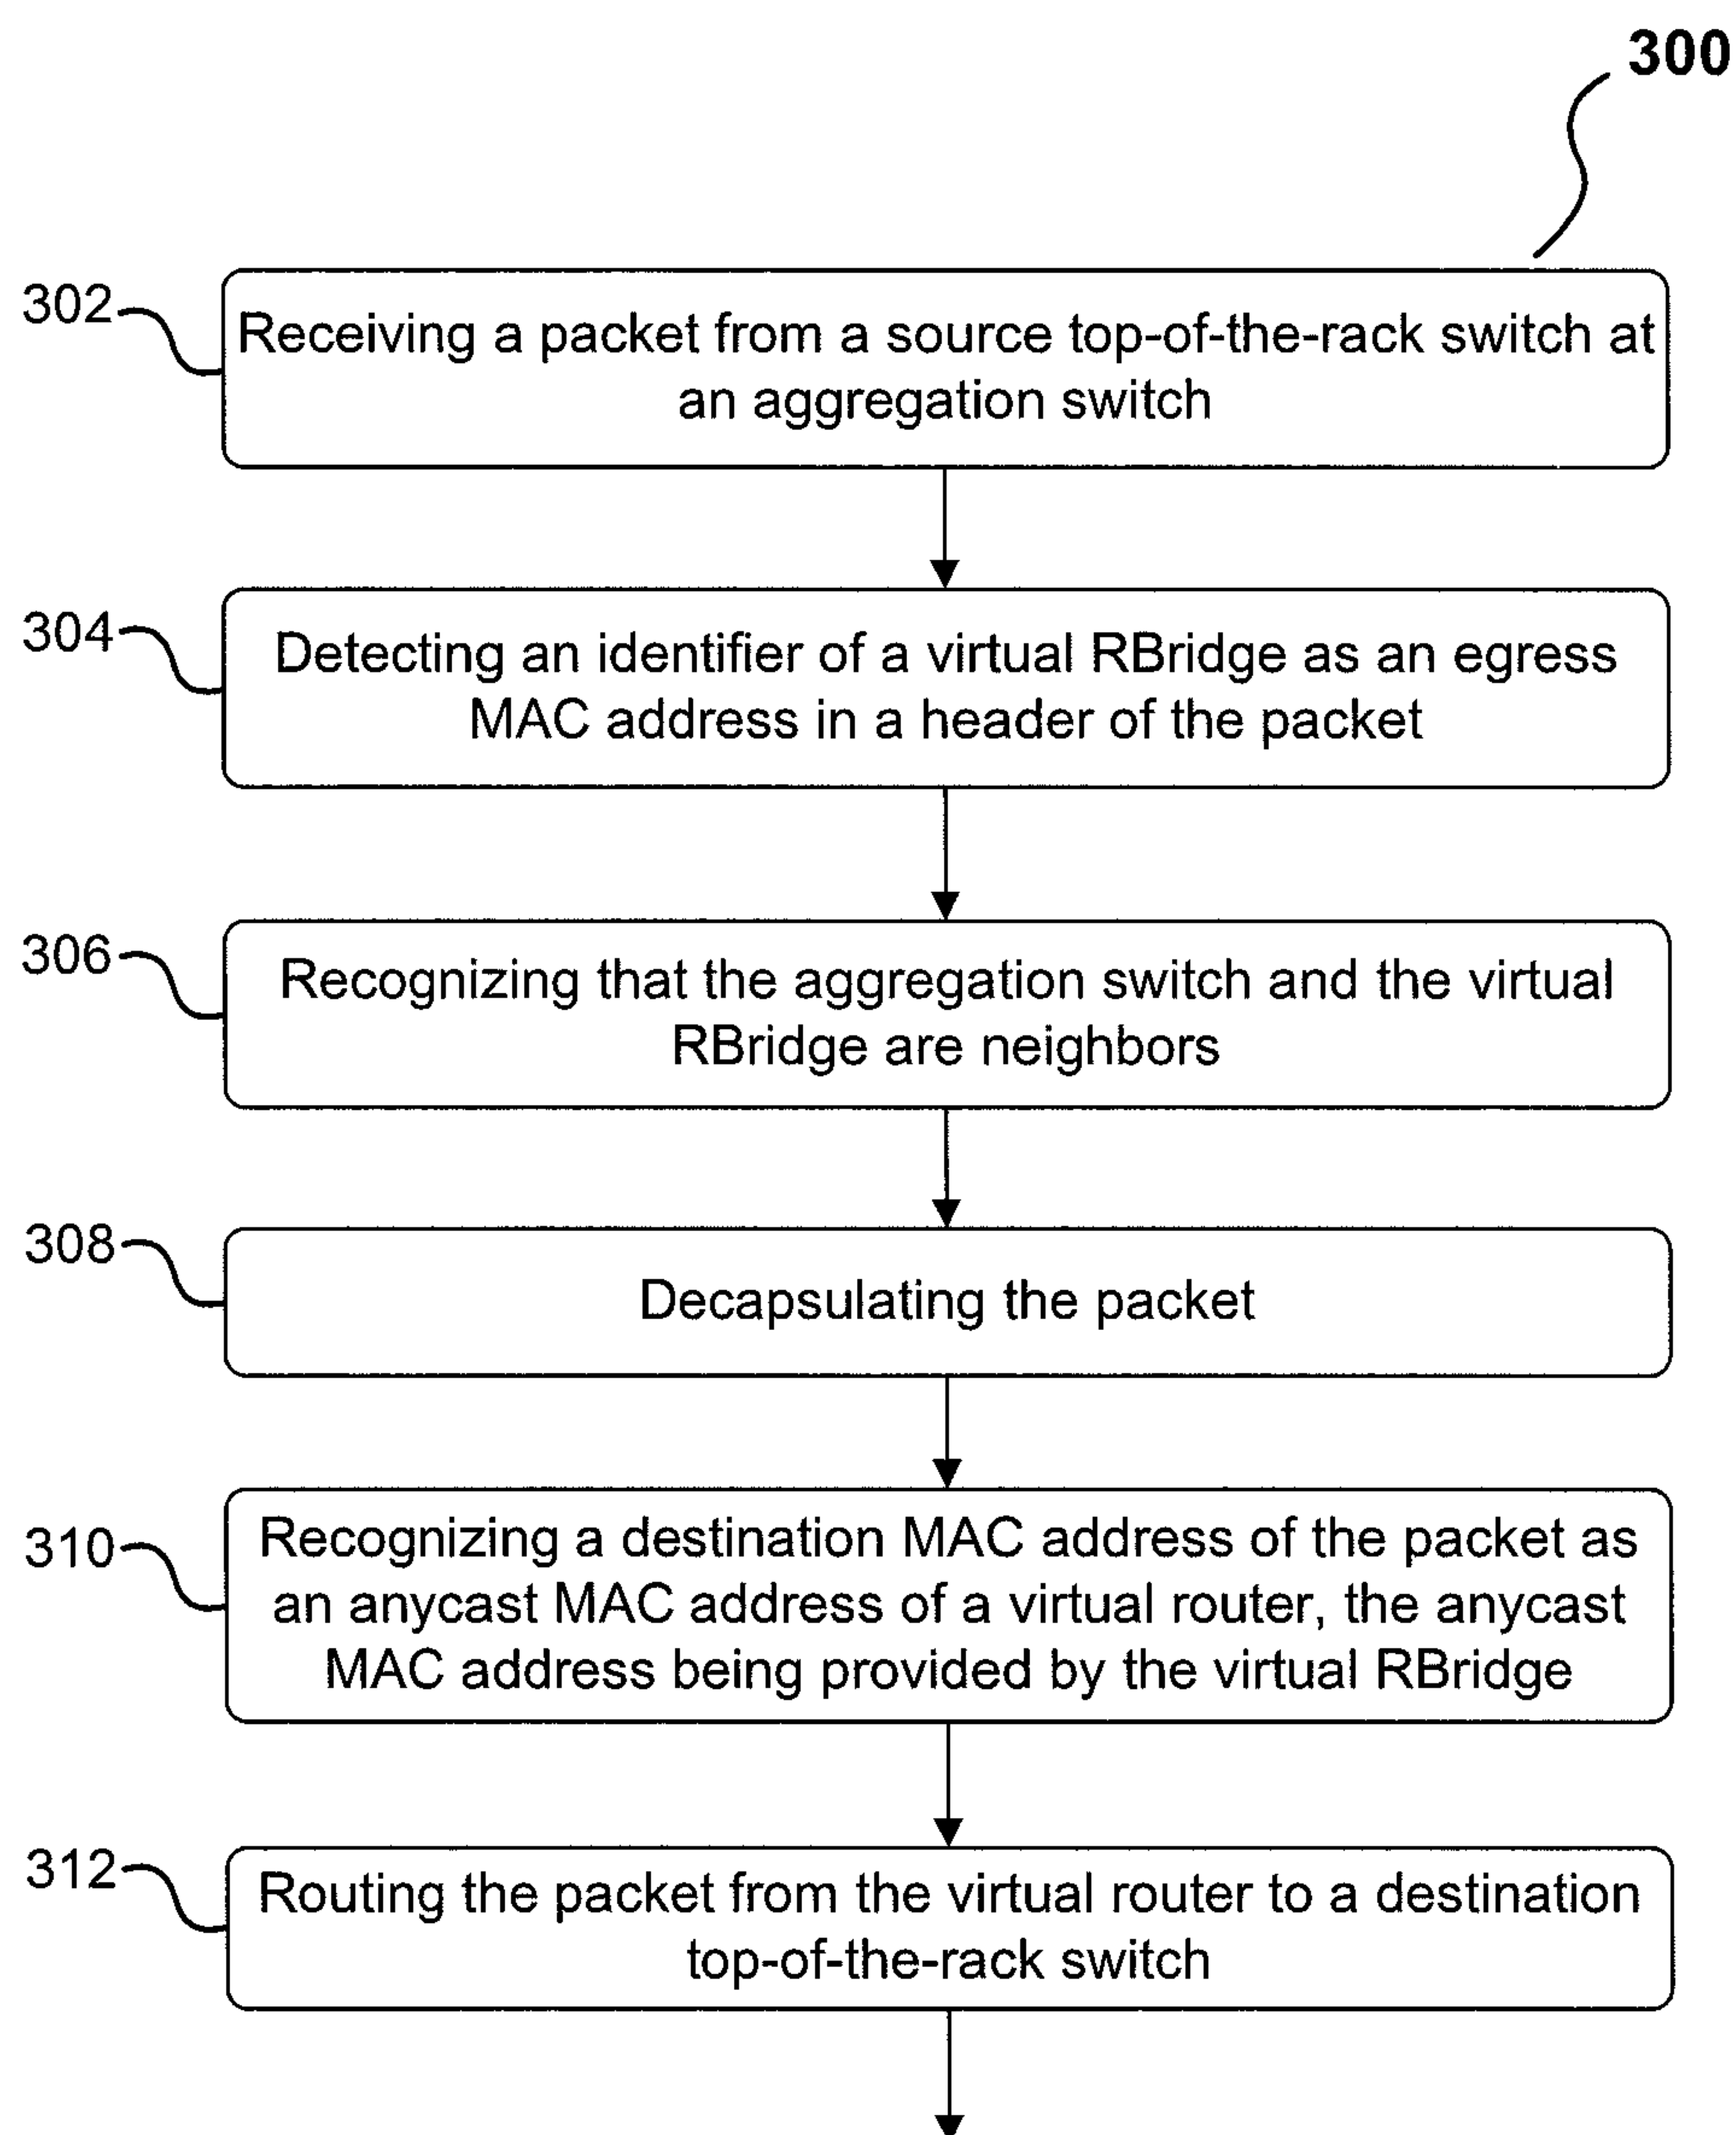 300
302
Receiving a packet from a source top-of-the-rack switch at
an aggregation switch
304
Detecting an identifier of a virtual RBridge as an egress
MAC address in a header of the packet
306
Recognizing that the aggregation switch and the virtual
RBridge are neighbors
308
Decapsulating the packet
310
Recognizing a destination MAC address of the packet as
an anycast MAC address of a virtual router, the anycast
MAC address being provided by the virtual RBridge
312
Routing the packet from the virtual router to a destination
top-of-the-rack switch